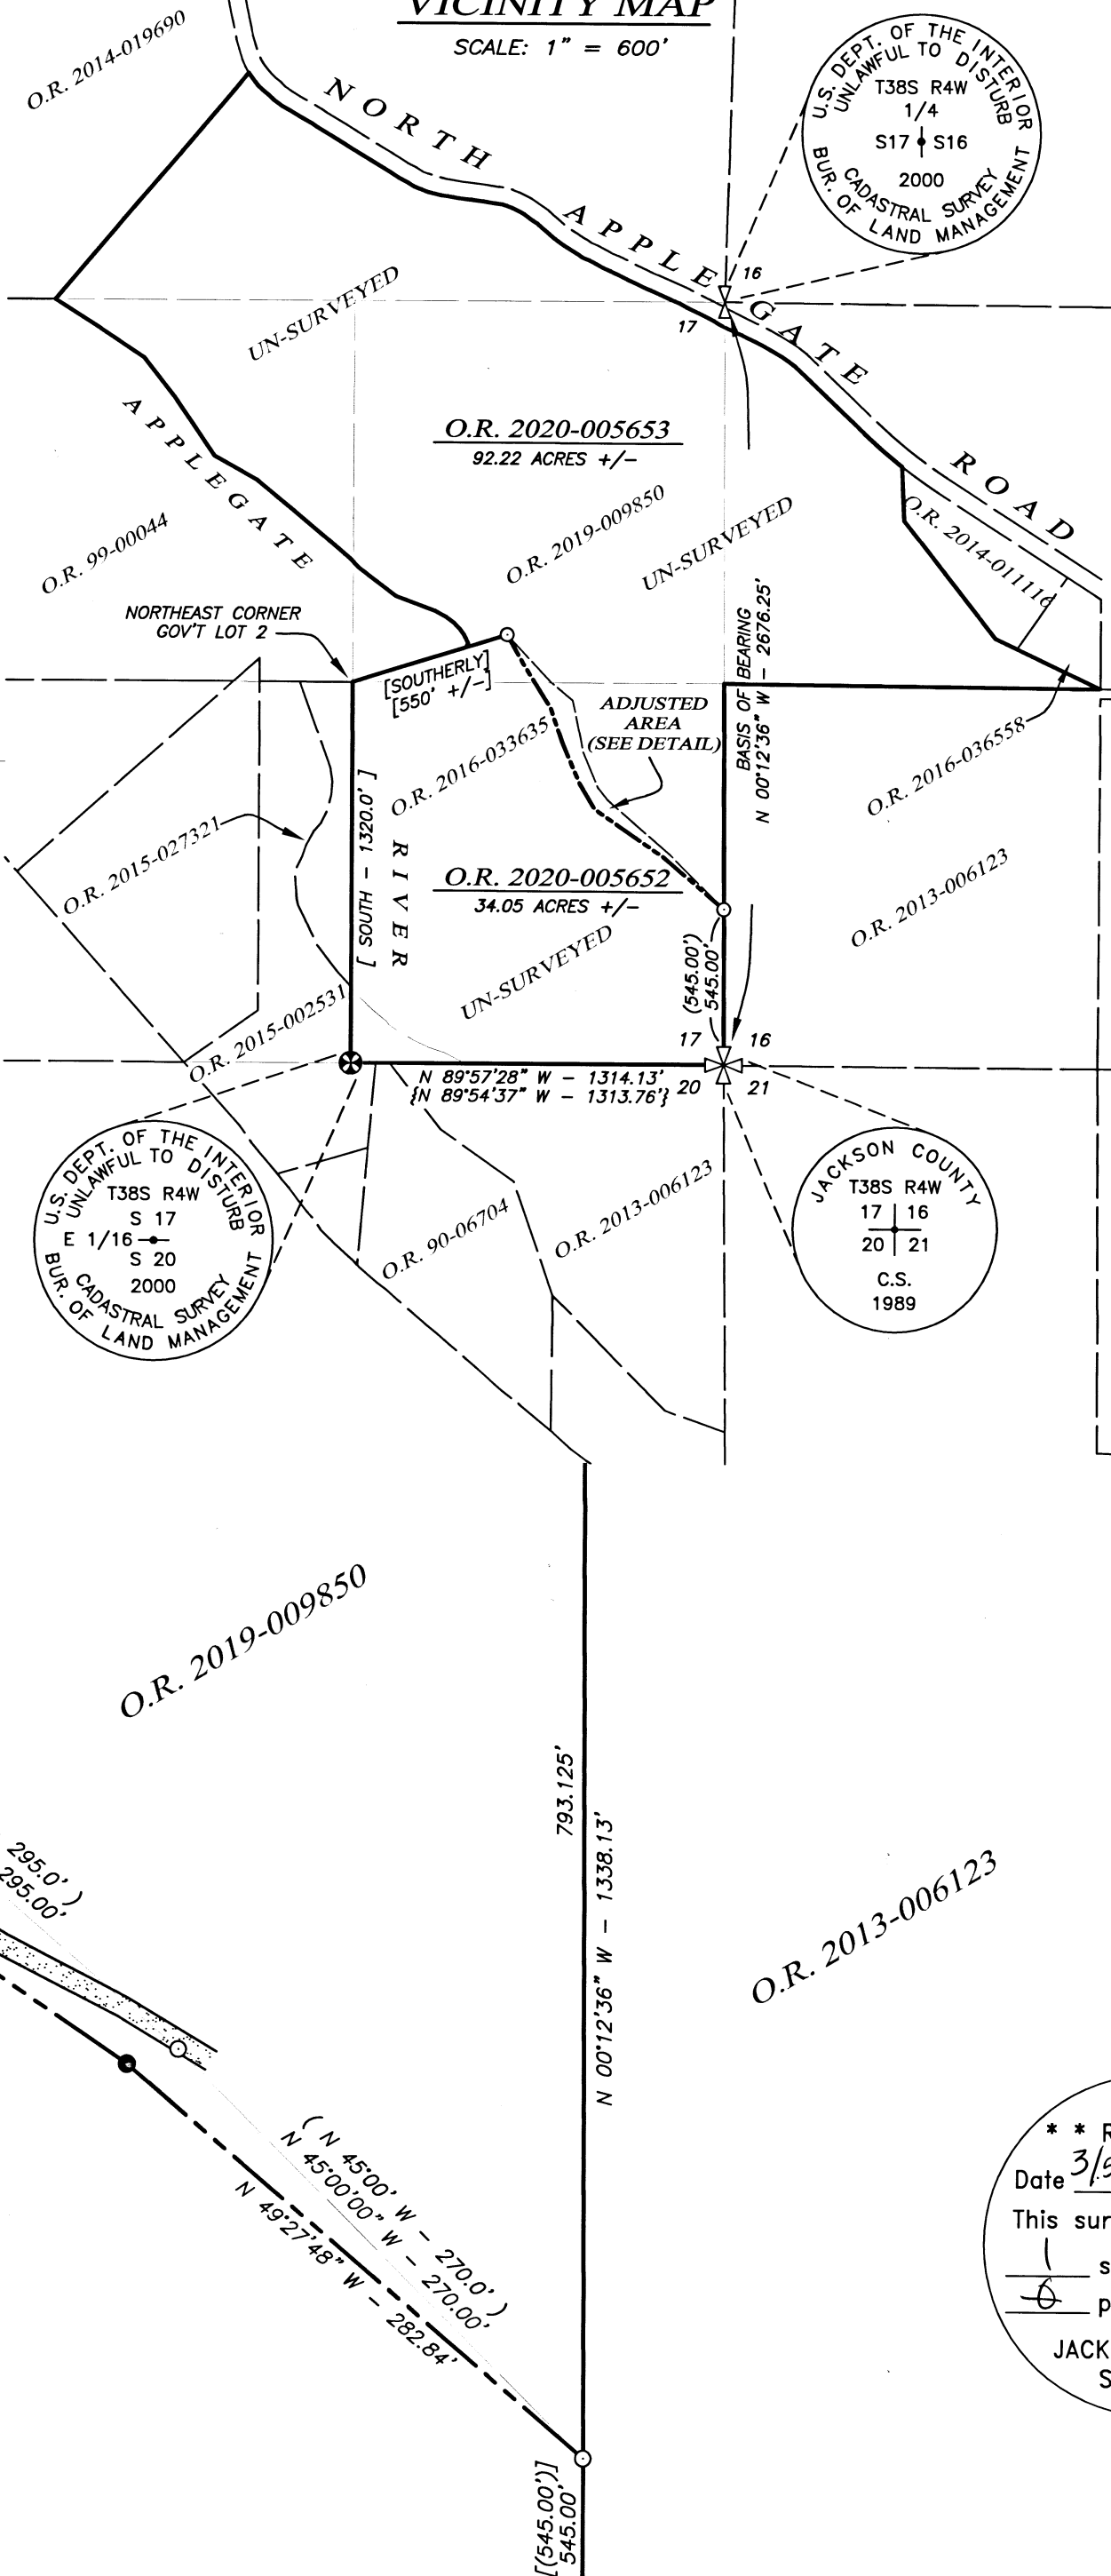 VICINITY MAP
SCALE: 1" = 600'
O.R. 2014-019690
NORTH APPLEGATE ROAD
U.S. DEPT. OF THE INTERIOR
UNLAWFUL TO DISTURB
T38S R4W
1/4
S17 S16
2000
CADASTRAL SURVEY
BUR. OF LAND MANAGEMENT
16
17
UN-SURVEYED
APPLEGATE
O.R. 2020-005653
92.22 ACRES +/-
O.R. 99-00044
O.R. 2019-009850
UN-SURVEYED
O.R. 2014-011116
NORTHEAST CORNER
GOV'T LOT 2
[SOUTHERLY]
[550' +/-]
BASIS OF BEARING
N 00°12'36" W - 2676.25'
ADJUSTED
AREA
(SEE DETAIL)
O.R. 2016-033635
O.R. 2016-036558
[ SOUTH - 1320.0' ]
RIVER
O.R. 2015-027321
O.R. 2020-005652
34.05 ACRES +/-
O.R. 2013-006123
UN-SURVEYED
(545.00')
545.00'
O.R. 2015-002531
17 16
20 21
N 89°57'28" W - 1314.13'
{N 89°54'37" W - 1313.76'}
U.S. DEPT. OF THE INTERIOR
UNLAWFUL TO DISTURB
T38S R4W
S 17
E 1/16
S 20
2000
CADASTRAL SURVEY
BUR. OF LAND MANAGEMENT
O.R. 90-06704
O.R. 2013-006123
JACKSON COUNTY
T38S R4W
17 16
20 21
C.S.
1989
O.R. 2019-009850
793.125'
N 00°12'36" W - 1338.13'
O.R. 2013-006123
295.0' )
295.00'
( N 45°00' W - 270.0' )
N 45°00'00" W - 270.00'
N 49°27'48" W - 282.84'
[(545.00')]
545.00'
* * R
Date 3/5
This sur
1 s
p
JACK
S